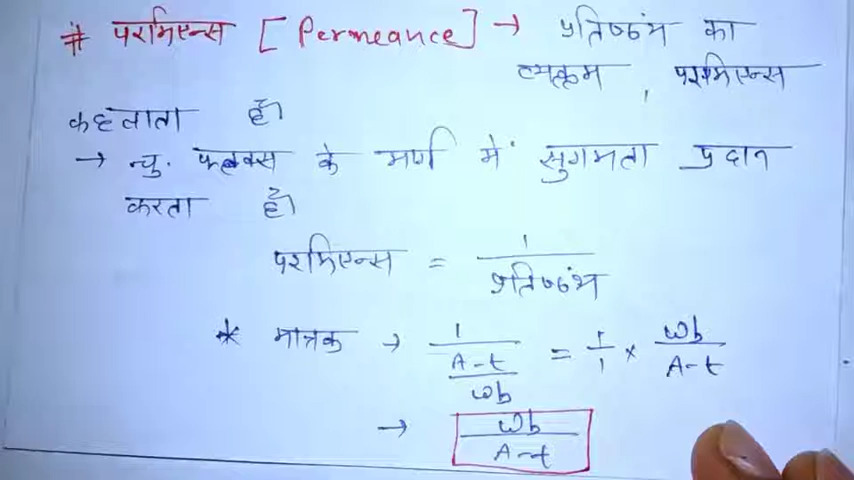 # परमिएन्स [Permeance] → प्रतिष्टंभ का
व्युत्क्रम, परमिएन्स
कहलाता है।
→ चु. फ्लक्स के मार्ग में सुगमता प्रदान
करता है।
परमिएन्स = 1 / प्रतिष्टंभ
* मात्रक → 1 / (A-t / wb) = 1/1 × wb / A-t
→ wb / A-t